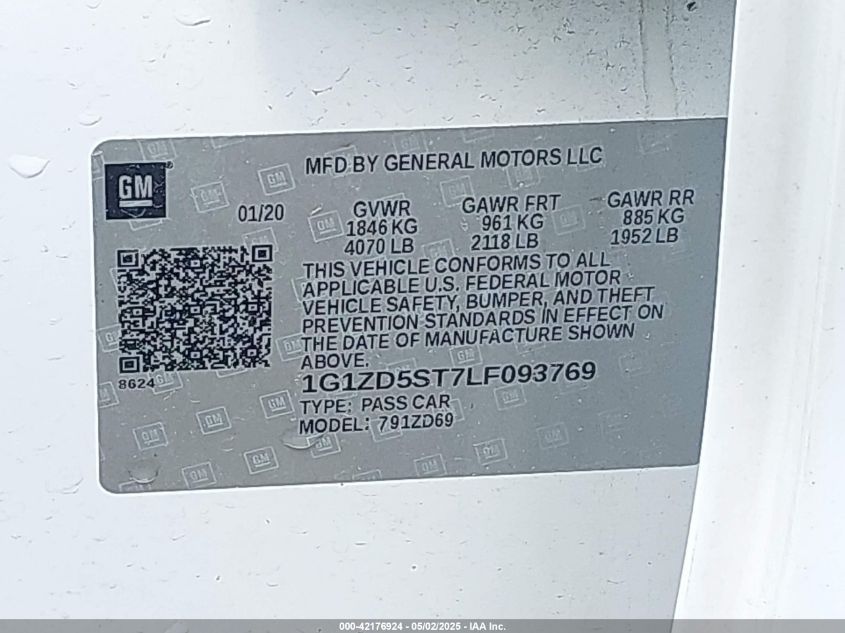 MFD BY GENERAL MOTORS LLC
GM
01/20
GVWR
1846 KG
4070 LB
GAWR FRT
961 KG
2118 LB
GAWR RR
885 KG
1952 LB
THIS VEHICLE CONFORMS TO ALL
APPLICABLE U.S. FEDERAL MOTOR
VEHICLE SAFETY, BUMPER, AND THEFT
PREVENTION STANDARDS IN EFFECT ON
THE DATE OF MANUFACTURE SHOWN
ABOVE.
8624
1G1ZD5ST7LF093769
TYPE: PASS CAR
MODEL: 791ZD69
000-42176924 - 05/02/2025 - IAA Inc.